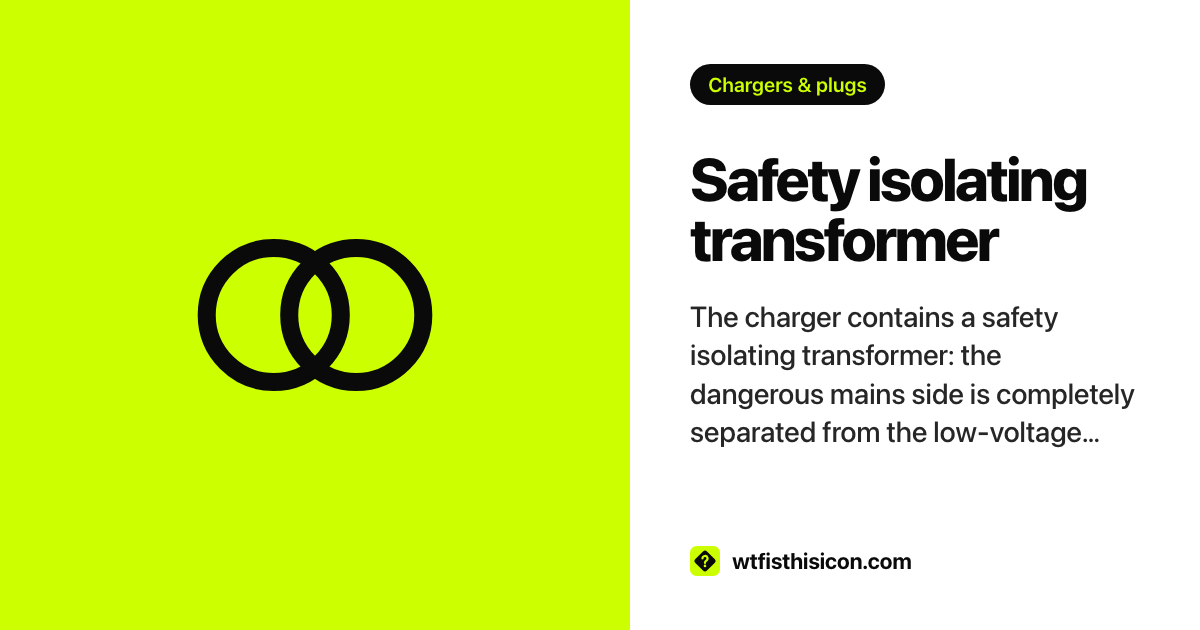 Chargers & plugs
Safety isolating
transformer
The charger contains a safety
isolating transformer: the
dangerous mains side is completely
separated from the low-voltage...
?
wtfisthisicon.com